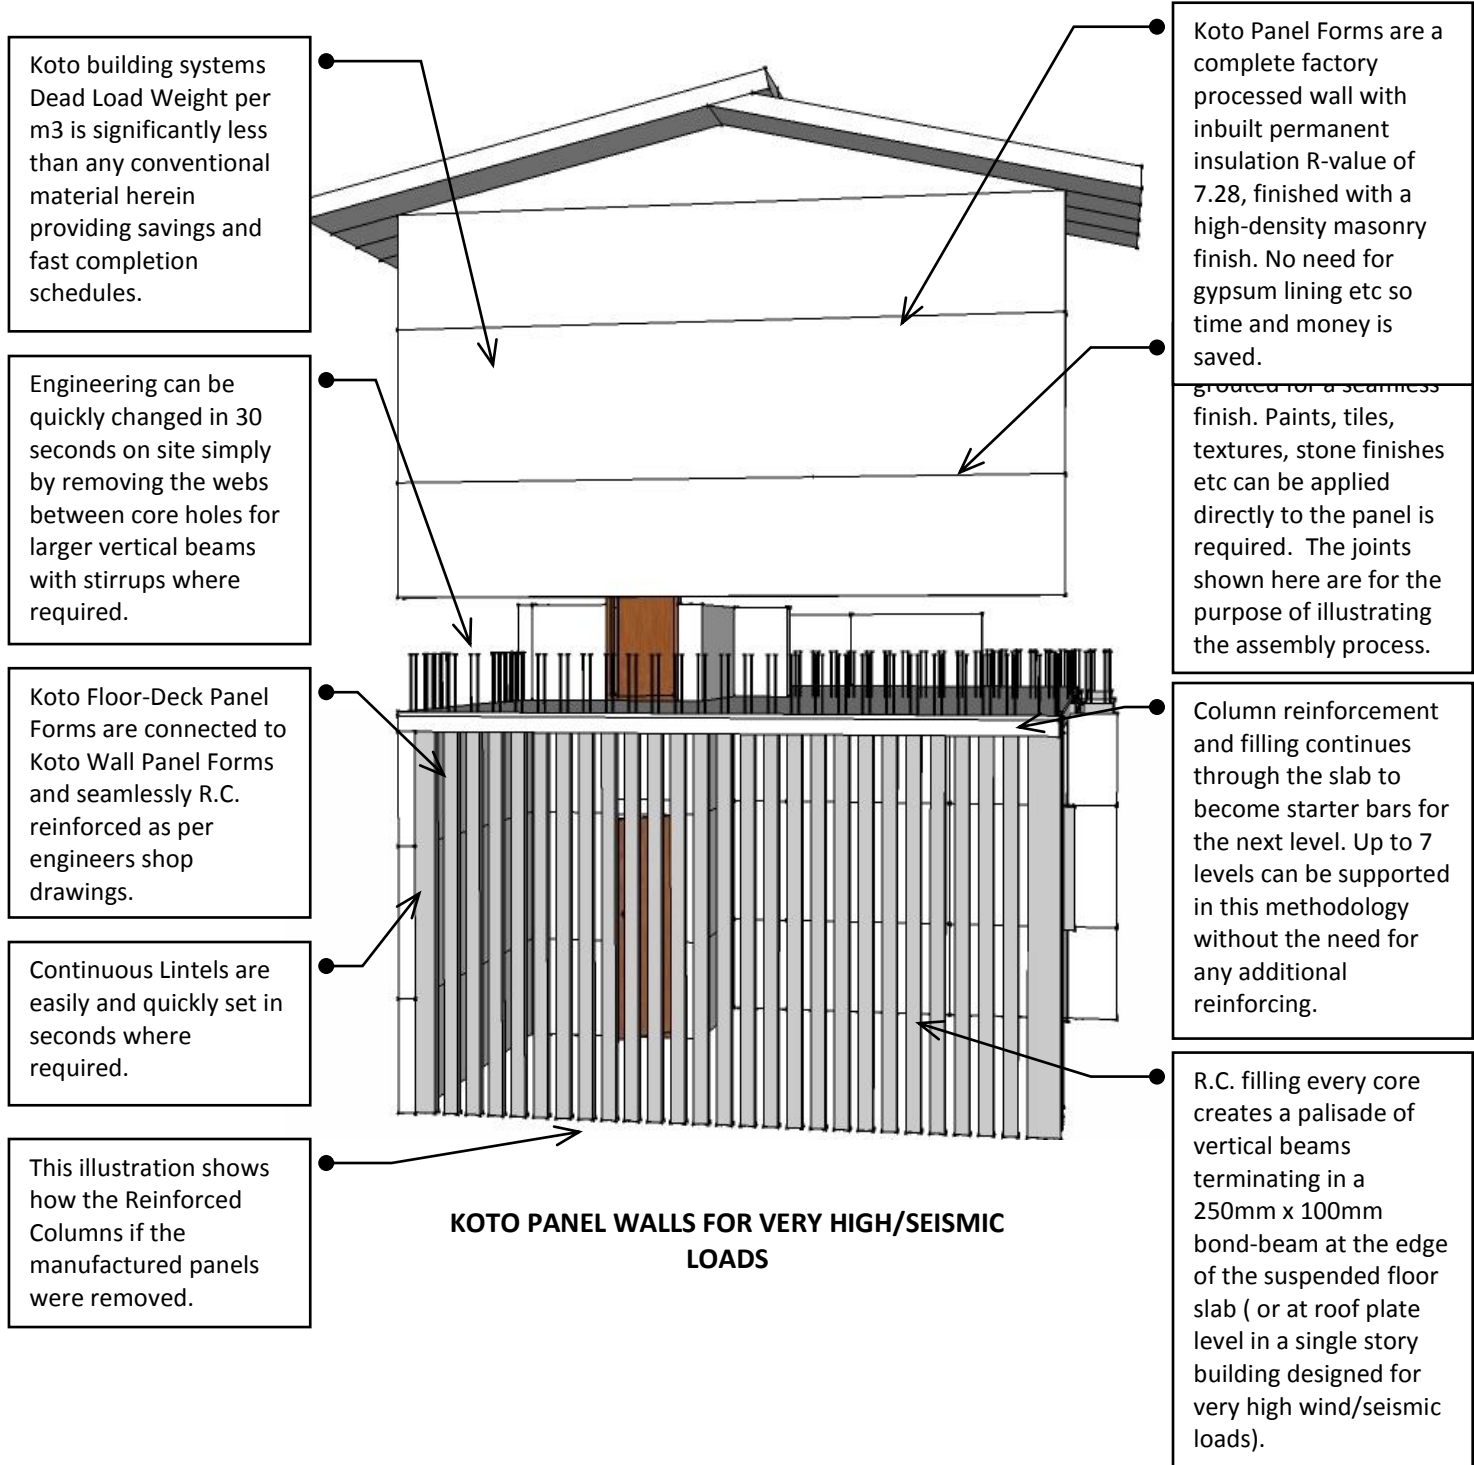 Koto building systems
Dead Load Weight per
m3 is significantly less
than any conventional
material herein
providing savings and
fast completion
schedules.
Engineering can be
quickly changed in 30
seconds on site simply
by removing the webs
between core holes for
larger vertical beams
with stirrups where
required.
Koto Floor-Deck Panel
Forms are connected to
Koto Wall Panel Forms
and seamlessly R.C.
reinforced as per
engineers shop
drawings.
Continuous Lintels are
easily and quickly set in
seconds where
required.
This illustration shows
how the Reinforced
Columns if the
manufactured panels
were removed.
KOTO PANEL WALLS FOR VERY HIGH/SEISMIC
LOADS
Koto Panel Forms are a
complete factory
processed wall with
inbuilt permanent
insulation R-value of
7.28, finished with a
high-density masonry
finish. No need for
gypsum lining etc so
time and money is
saved.
grouted for a seamless
finish. Paints, tiles,
textures, stone finishes
etc can be applied
directly to the panel is
required.  The joints
shown here are for the
purpose of illustrating
the assembly process.
Column reinforcement
and filling continues
through the slab to
become starter bars for
the next level. Up to 7
levels can be supported
in this methodology
without the need for
any additional
reinforcing.
R.C. filling every core
creates a palisade of
vertical beams
terminating in a
250mm x 100mm
bond-beam at the edge
of the suspended floor
slab ( or at roof plate
level in a single story
building designed for
very high wind/seismic
loads).